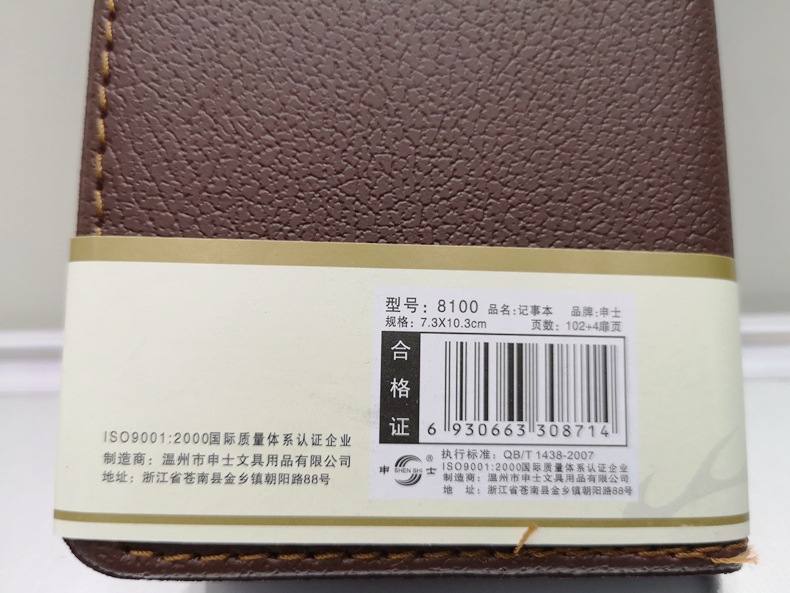 型号：8100 品名：记事本 品牌：申士
规格：7.3X10.3cm 页数：102+4扉页
合格证
6 930663 308714
执行标准：QB/T 1438-2007
申 SHEN SHI 士
ISO9001:2000国际质量体系认证企业
制造商：温州市申士文具用品有限公司
地 址：浙江省苍南县金乡镇朝阳路88号
ISO9001:2000国际质量体系认证企业
制造商：温州市申士文具用品有限公司
地址：浙江省苍南县金乡镇朝阳路88号